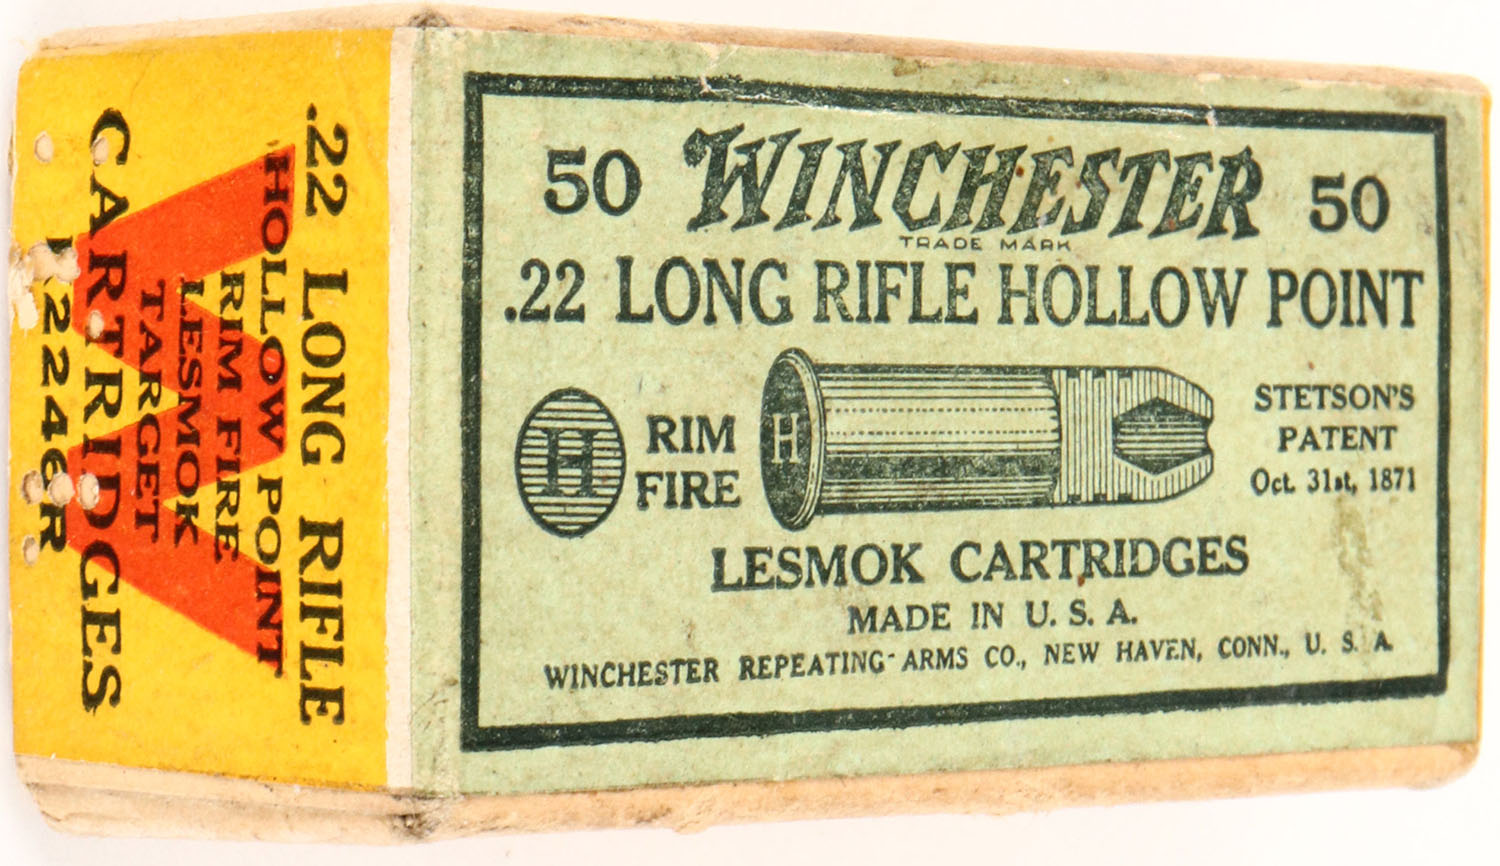 50 WINCHESTER 50
TRADE MARK
.22 LONG RIFLE HOLLOW POINT
H
RIM
FIRE
H
STETSON'S
PATENT
Oct. 31st, 1871
LESMOK CARTRIDGES
MADE IN U. S. A.
WINCHESTER REPEATING ARMS CO., NEW HAVEN, CONN., U. S. A.
.22 LONG RIFLE
HOLLOW POINT
RIM FIRE
LESMOK
TARGET
CARTRIDGES